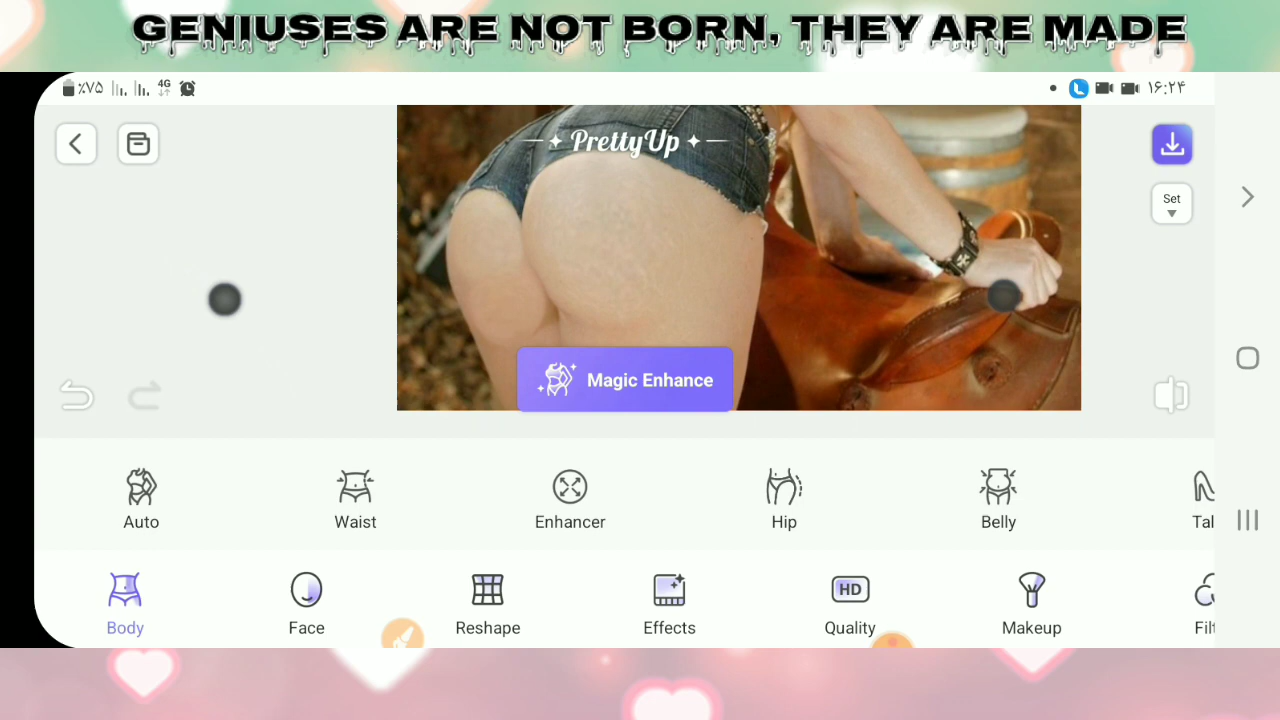 GENIUSES ARE NOT BORN, THEY ARE MADE
٪۷۵ 4G ۱۶:۲۴
PrettyUp
Set
Magic Enhance
Auto Waist Enhancer Hip Belly Tal
Body Face Reshape Effects HD Quality Makeup Filt